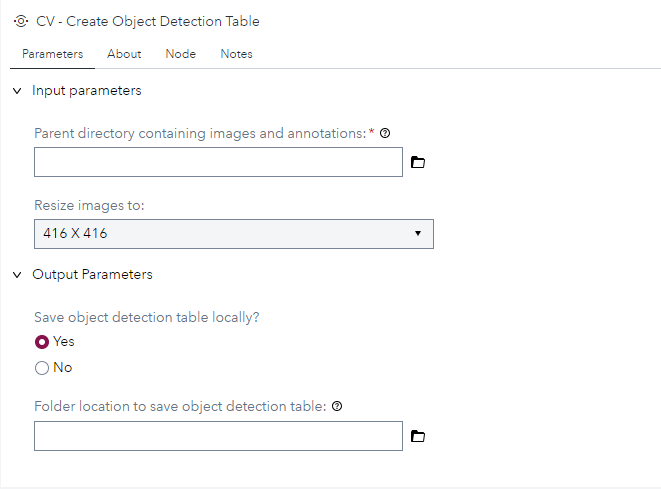 CV - Create Object Detection Table
Parameters About Node Notes
Input parameters
Parent directory containing images and annotations:*
Resize images to:
416 X 416
Output Parameters
Save object detection table locally?
Yes
No
Folder location to save object detection table: